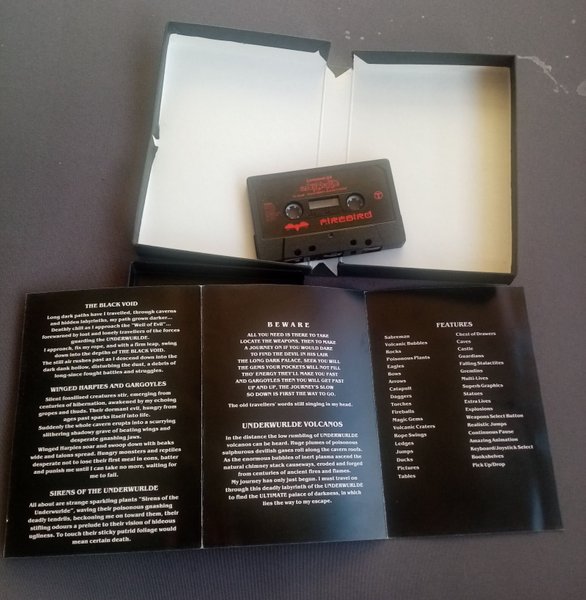 FIREBIRD
THE BLACK VOID
Long dark paths have I travelled, through caverns
and hidden labyrinths, my path grows darker...
Deathly chill as I approach the "Well of Evil"...
forewarned by lost and lonely travellers of the forces
guarding the UNDERWURLDE.
I approach, fix my rope, and with a firm leap, swing
down into the depths of THE BLACK VOID.
The still air rushes past as I descend down into the
dark dank hollow, disturbing the dust, a debris of
long-since fought battles and struggles.
WINGED HARPIES AND GARGOYLES
Silent fossilised creatures stir, emerging from
centuries of hibernation, awakened by my echoing
gropes and thuds. Their dormant evil, hungry from
ages past sparks itself into life.
Suddenly the whole cavern erupts into a scurrying
slithering shadowy grave of beating wings and
desperate gnashing jaws.
Winged Harpies soar and swoop down with beaks
wide and talons spread. Hungry monsters and reptiles
desperate not to lose their first meal in eons, batter
and punish me until I can take no more, waiting for
me to fall.
SIRENS OF THE UNDERWURLDE
All about are strange sparkling plants "Sirens of the
Underwurlde", waving their poisonous gnashing
deadly tendrils, beckoning me on toward them, their
stifling odours a prelude to their vision of hideous
ugliness. To touch their sticky putrid foliage would
mean certain death.
BEWARE
ALL YOU NEED IS THERE TO TAKE
LOCATE THE WEAPONS, THEN TO MAKE
A JOURNEY ON IF YOU WOULD DARE
TO FIND THE DEVIL IN HIS LAIR
THE LONG DARK PALACE, SEEK YOU WILL
THE GEMS YOUR POCKETS WILL NOT FILL
THO' ENERGY THEY'LL MAKE YOU FAST
AND GARGOYLES THEN YOU WILL GET PAST
UP AND UP, THE JOURNEY'S SLOW
SO DOWN IS FIRST THE WAY TO GO.
The old travellers' words still singing in my head.
UNDERWURLDE VOLCANOS
In the distance the low rumbling of UNDERWURLDE
volcanos can be heard. Huge plumes of poisonous
sulphurous devilish gases roll along the cavern roofs.
As the enormous bubbles of inert plasma ascend the
natural chimney stack causeways, eroded and forged
from centuries of ancient fires and flames.
My journey has only just begun. I must travel on
through this deadly labyrinth of the UNDERWURLDE
to find the ULTIMATE palace of darkness, in which
lies the way to my escape.
FEATURES
Sabreman
Volcanic Bubbles
Rocks
Poisonous Plants
Eagles
Bows
Arrows
Catapult
Daggers
Torches
Fireballs
Magic Gems
Volcanic Craters
Rope Swings
Ledges
Jumps
Ducks
Pictures
Tables
Chest of Drawers
Caves
Castle
Guardians
Falling Stalactites
Gremlins
Multi-Lives
Superb Graphics
Statues
Extra Lives
Explosions
Weapons Select Button
Realistic Jumps
Continuous Pause
Amazing Animation
Keyboard/Joystick Select
Bookshelves
Pick Up/Drop